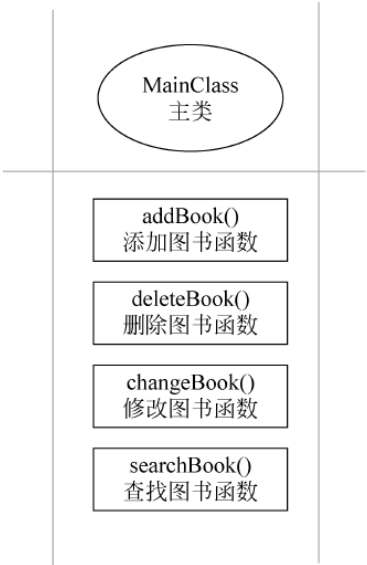 MainClass
主类
addBook()
添加图书函数
deleteBook()
删除图书函数
changeBook()
修改图书函数
searchBook()
查找图书函数